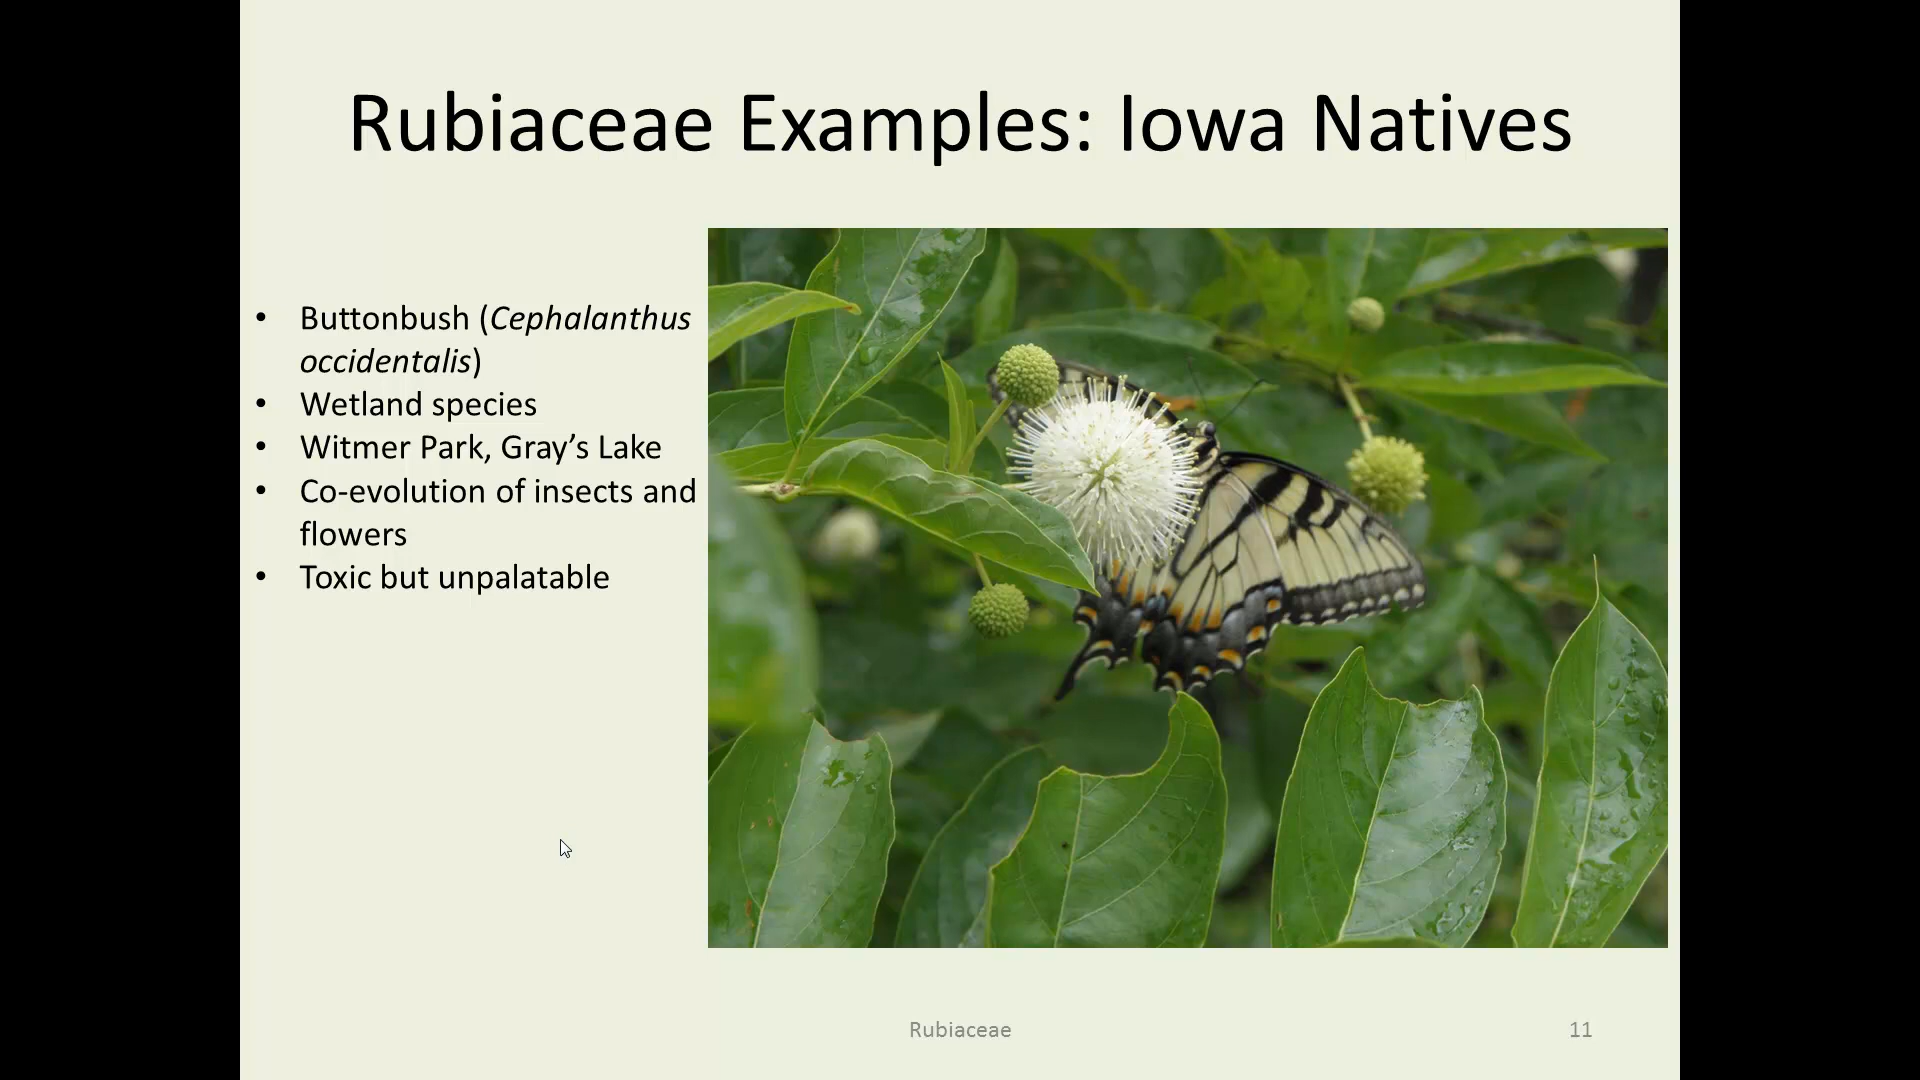 Rubiaceae Examples: Iowa Natives
• Buttonbush (Cephalanthus
occidentalis)
• Wetland species
• Witmer Park, Gray’s Lake
• Co-evolution of insects and
flowers
• Toxic but unpalatable
Rubiaceae
11